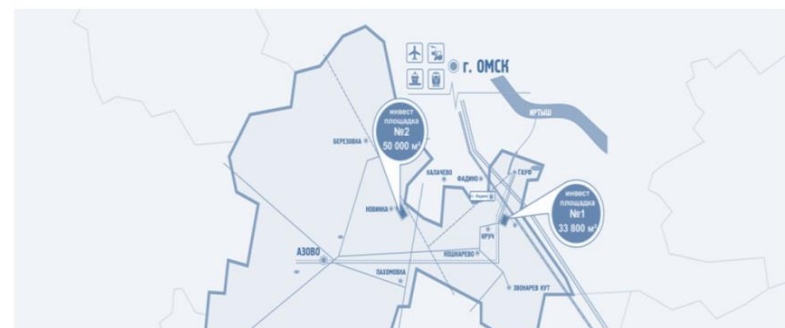 г. ОМСК
ИРТЫШ
ИНВЕСТ
ПЛОЩАДКА
№2
50 000 м²
БЕРЕЗОВКА
КАЛАЧЕВО
ФАДИНО
ГАУФ
ИНВЕСТ
ПЛОЩАДКА
№1
33 800 м²
НОВИНКА
КРУЧ
АЗОВО
КОШКАРЕВО
ПАХОМОВКА
ЗВОНАРЕВ КУТ